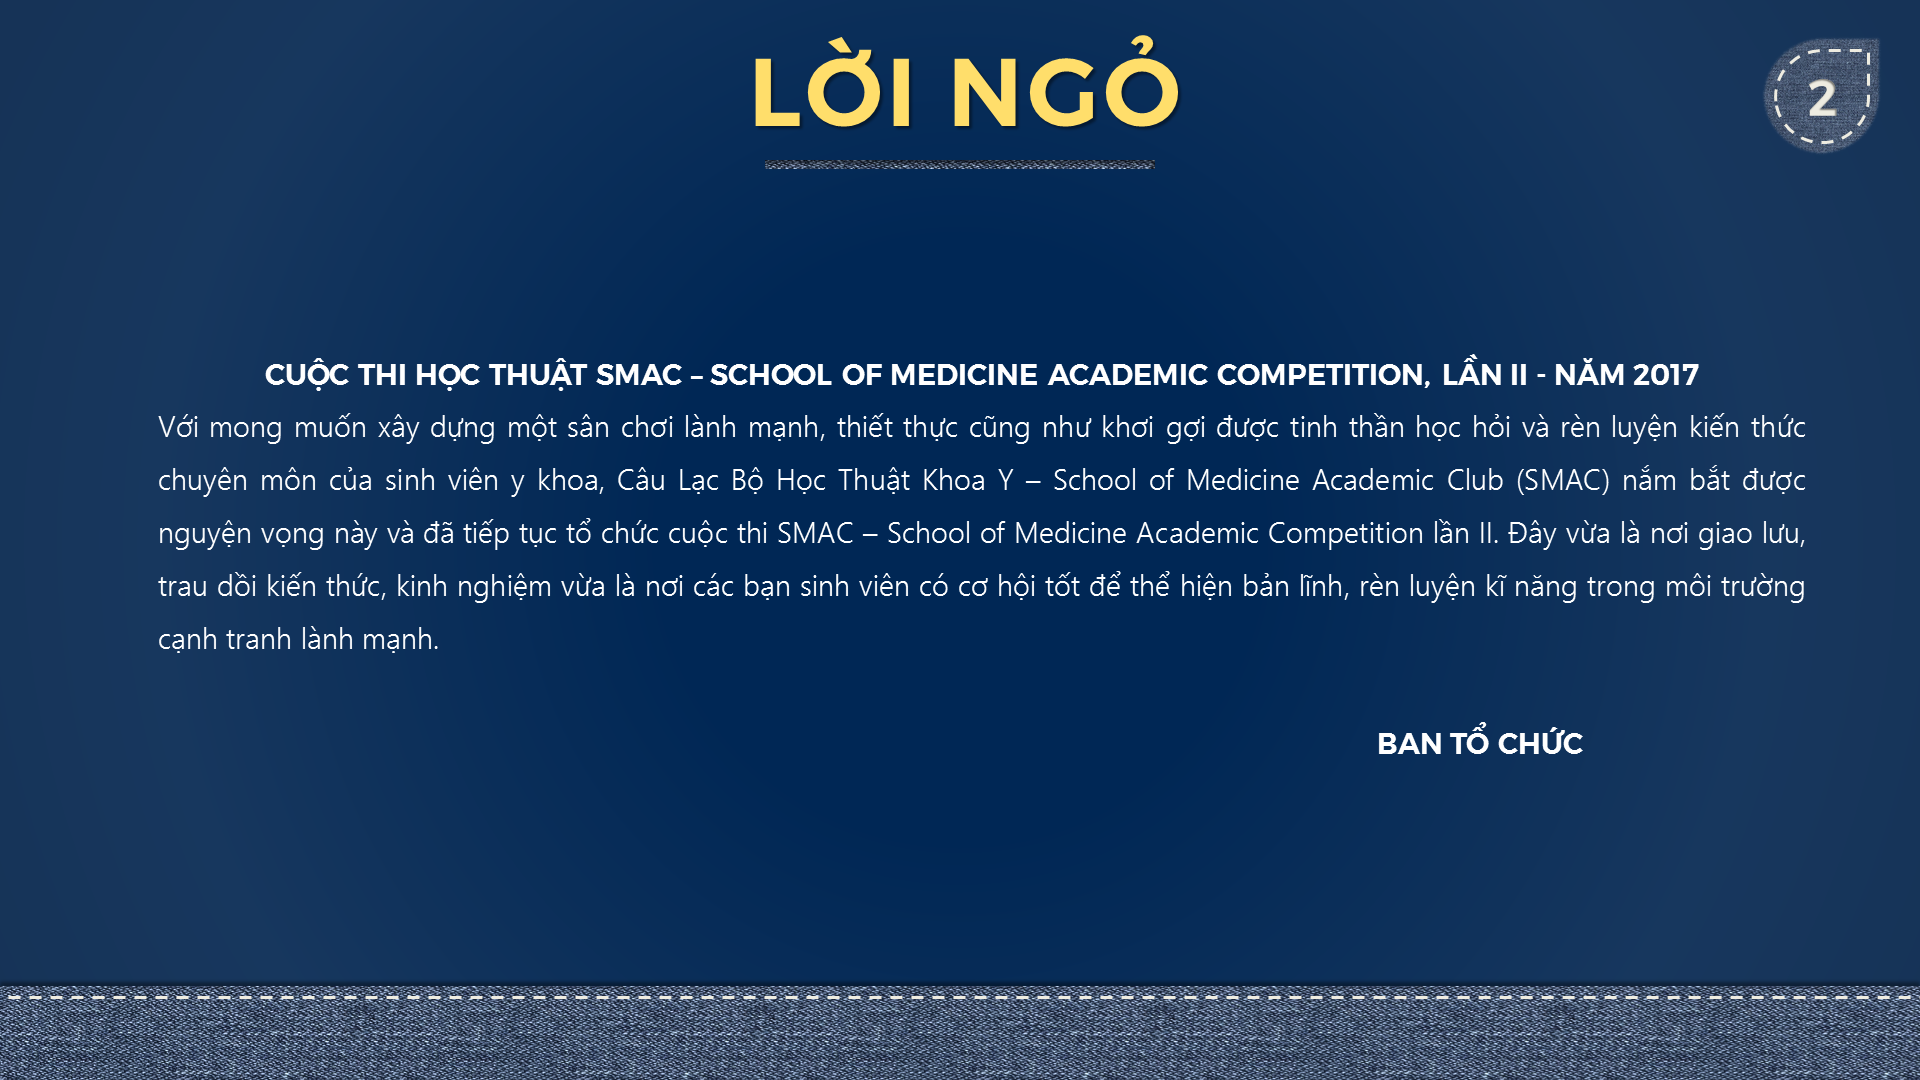 LỜI NGỎ
2
CUỘC THI HỌC THUẬT SMAC – SCHOOL OF MEDICINE ACADEMIC COMPETITION, LẦN II - NĂM 2017
Với mong muốn xây dựng một sân chơi lành mạnh, thiết thực cũng như khơi gợi được tinh thần học hỏi và rèn luyện kiến thức
chuyên môn của sinh viên y khoa, Câu Lạc Bộ Học Thuật Khoa Y – School of Medicine Academic Club (SMAC) nắm bắt được
nguyện vọng này và đã tiếp tục tổ chức cuộc thi SMAC – School of Medicine Academic Competition lần II. Đây vừa là nơi giao lưu,
trau dồi kiến thức, kinh nghiệm vừa là nơi các bạn sinh viên có cơ hội tốt để thể hiện bản lĩnh, rèn luyện kĩ năng trong môi trường
cạnh tranh lành mạnh.
BAN TỔ CHỨC